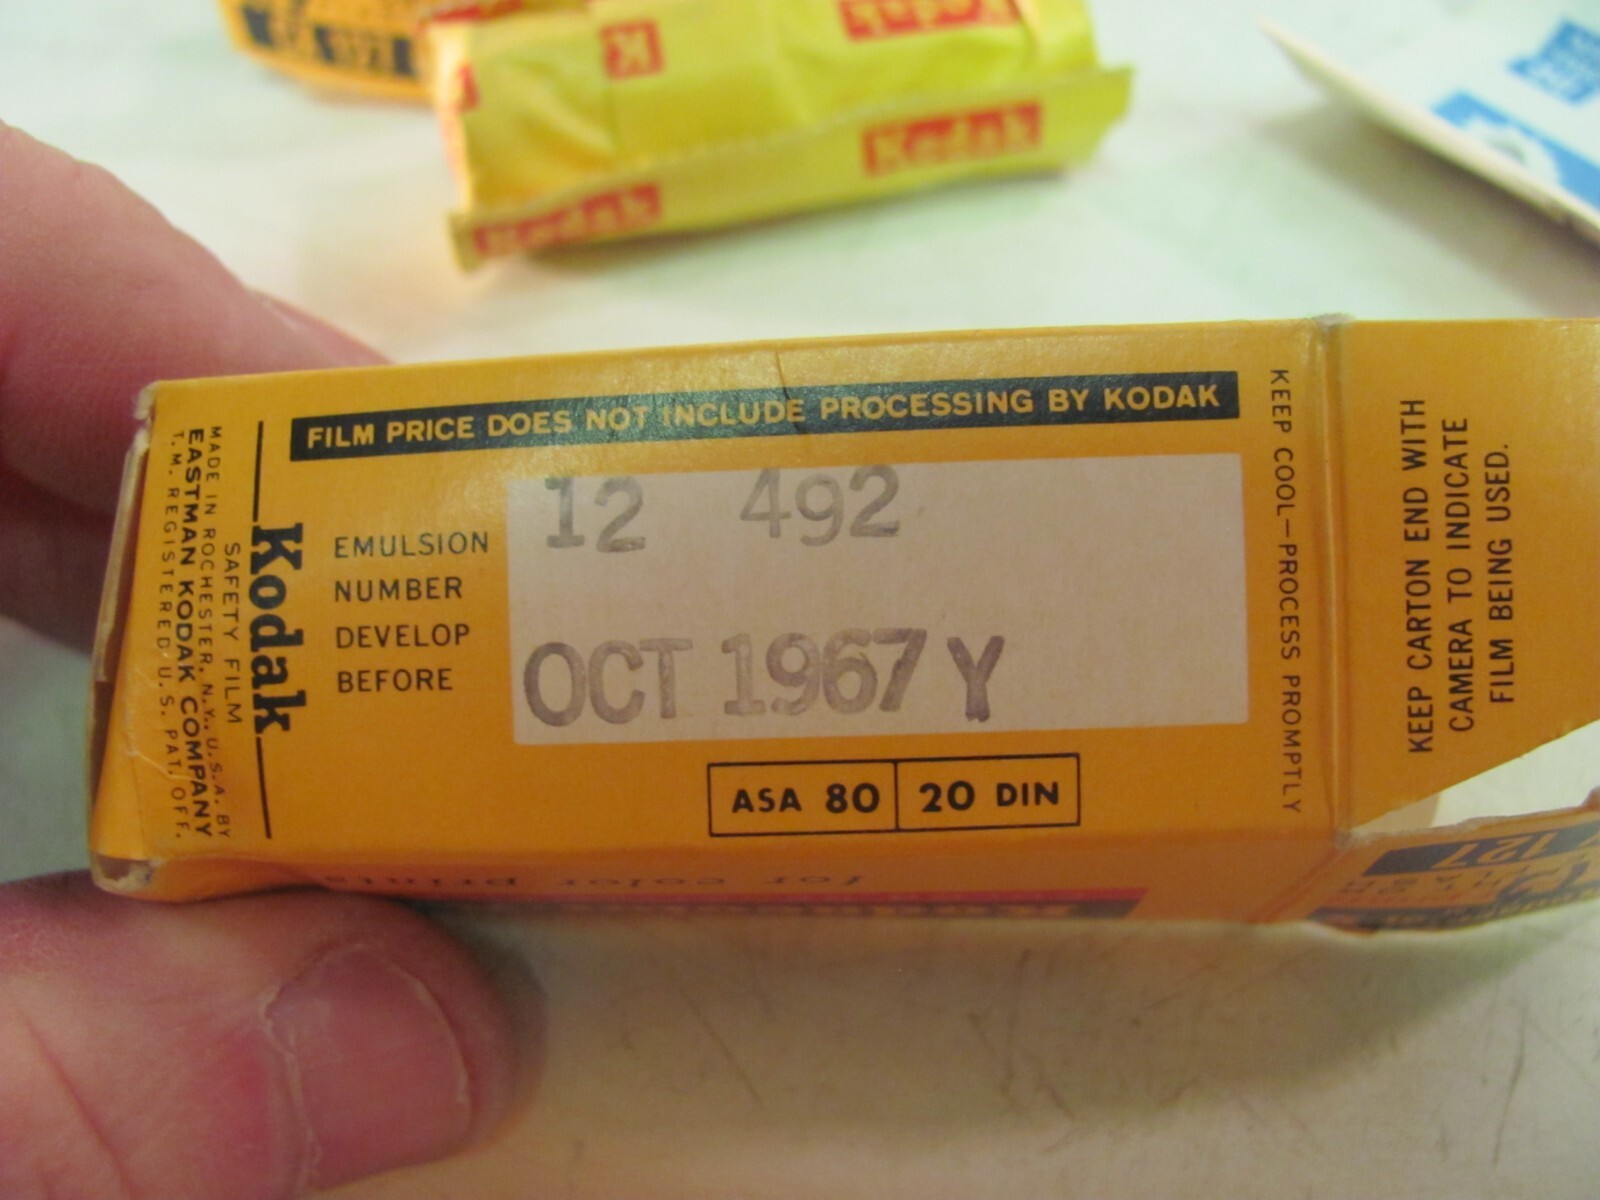 K
Kodak
Kodak
Kodak
FILM PRICE DOES NOT INCLUDE PROCESSING BY KODAK
EMULSION
NUMBER
12 492
DEVELOP
BEFORE
OCT 1967 Y
ASA 80 20 DIN
Kodak
SAFETY FILM
MADE IN ROCHESTER, N.Y., U.S.A. BY
EASTMAN KODAK COMPANY
T.M. REGISTERED U.S. PAT. OFF.
KEEP COOL—PROCESS PROMPTLY
KEEP CARTON END WITH
CAMERA TO INDICATE
FILM BEING USED.
for color prints
127